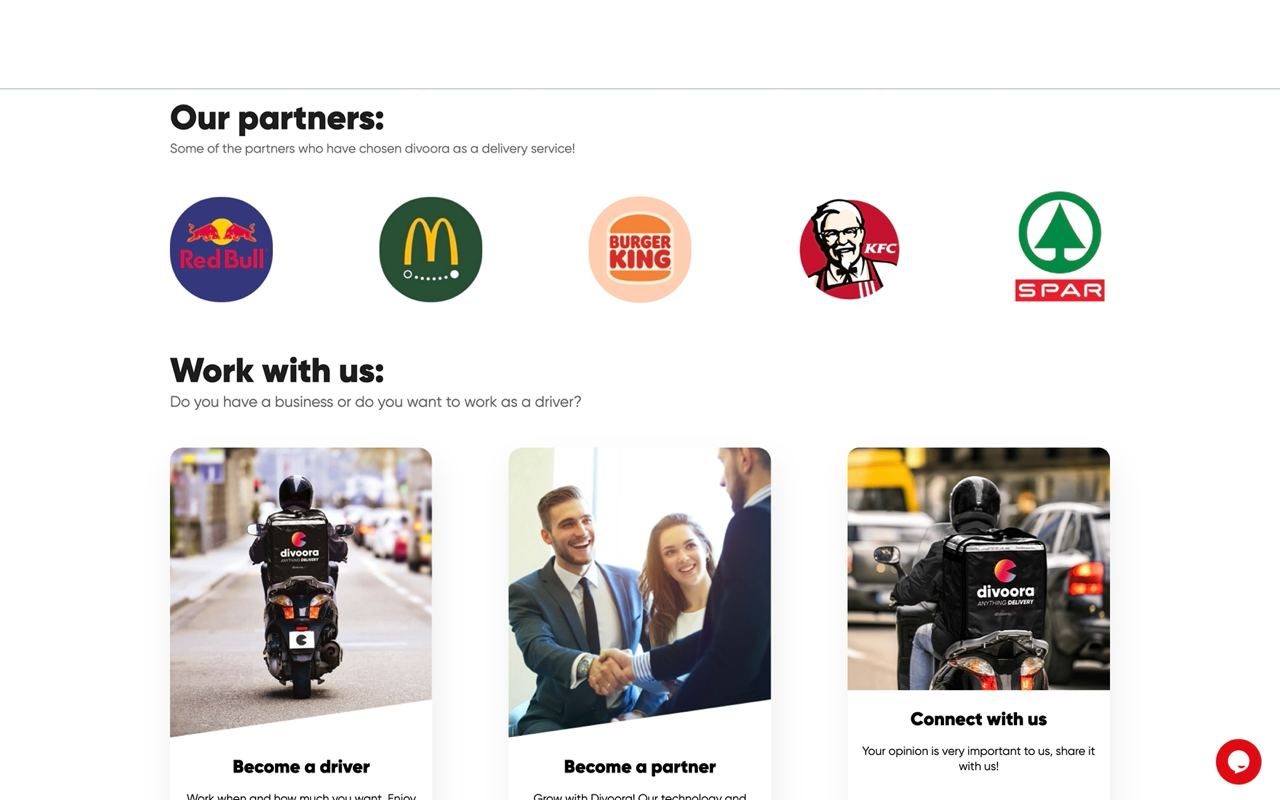 Our partners:
Some of the partners who have chosen divoora as a delivery service!
Red Bull
BURGER
KING
KFC
SPAR
Work with us:
Do you have a business or do you want to work as a driver?
divoora
ANYTHING DELIVERY
divoora
ANYTHING DELIVERY
Become a driver
Become a partner
Connect with us
Your opinion is very important to us, share it
with us!
Work when and how much you want. Enjoy
Grow with Divoora! Our technology and